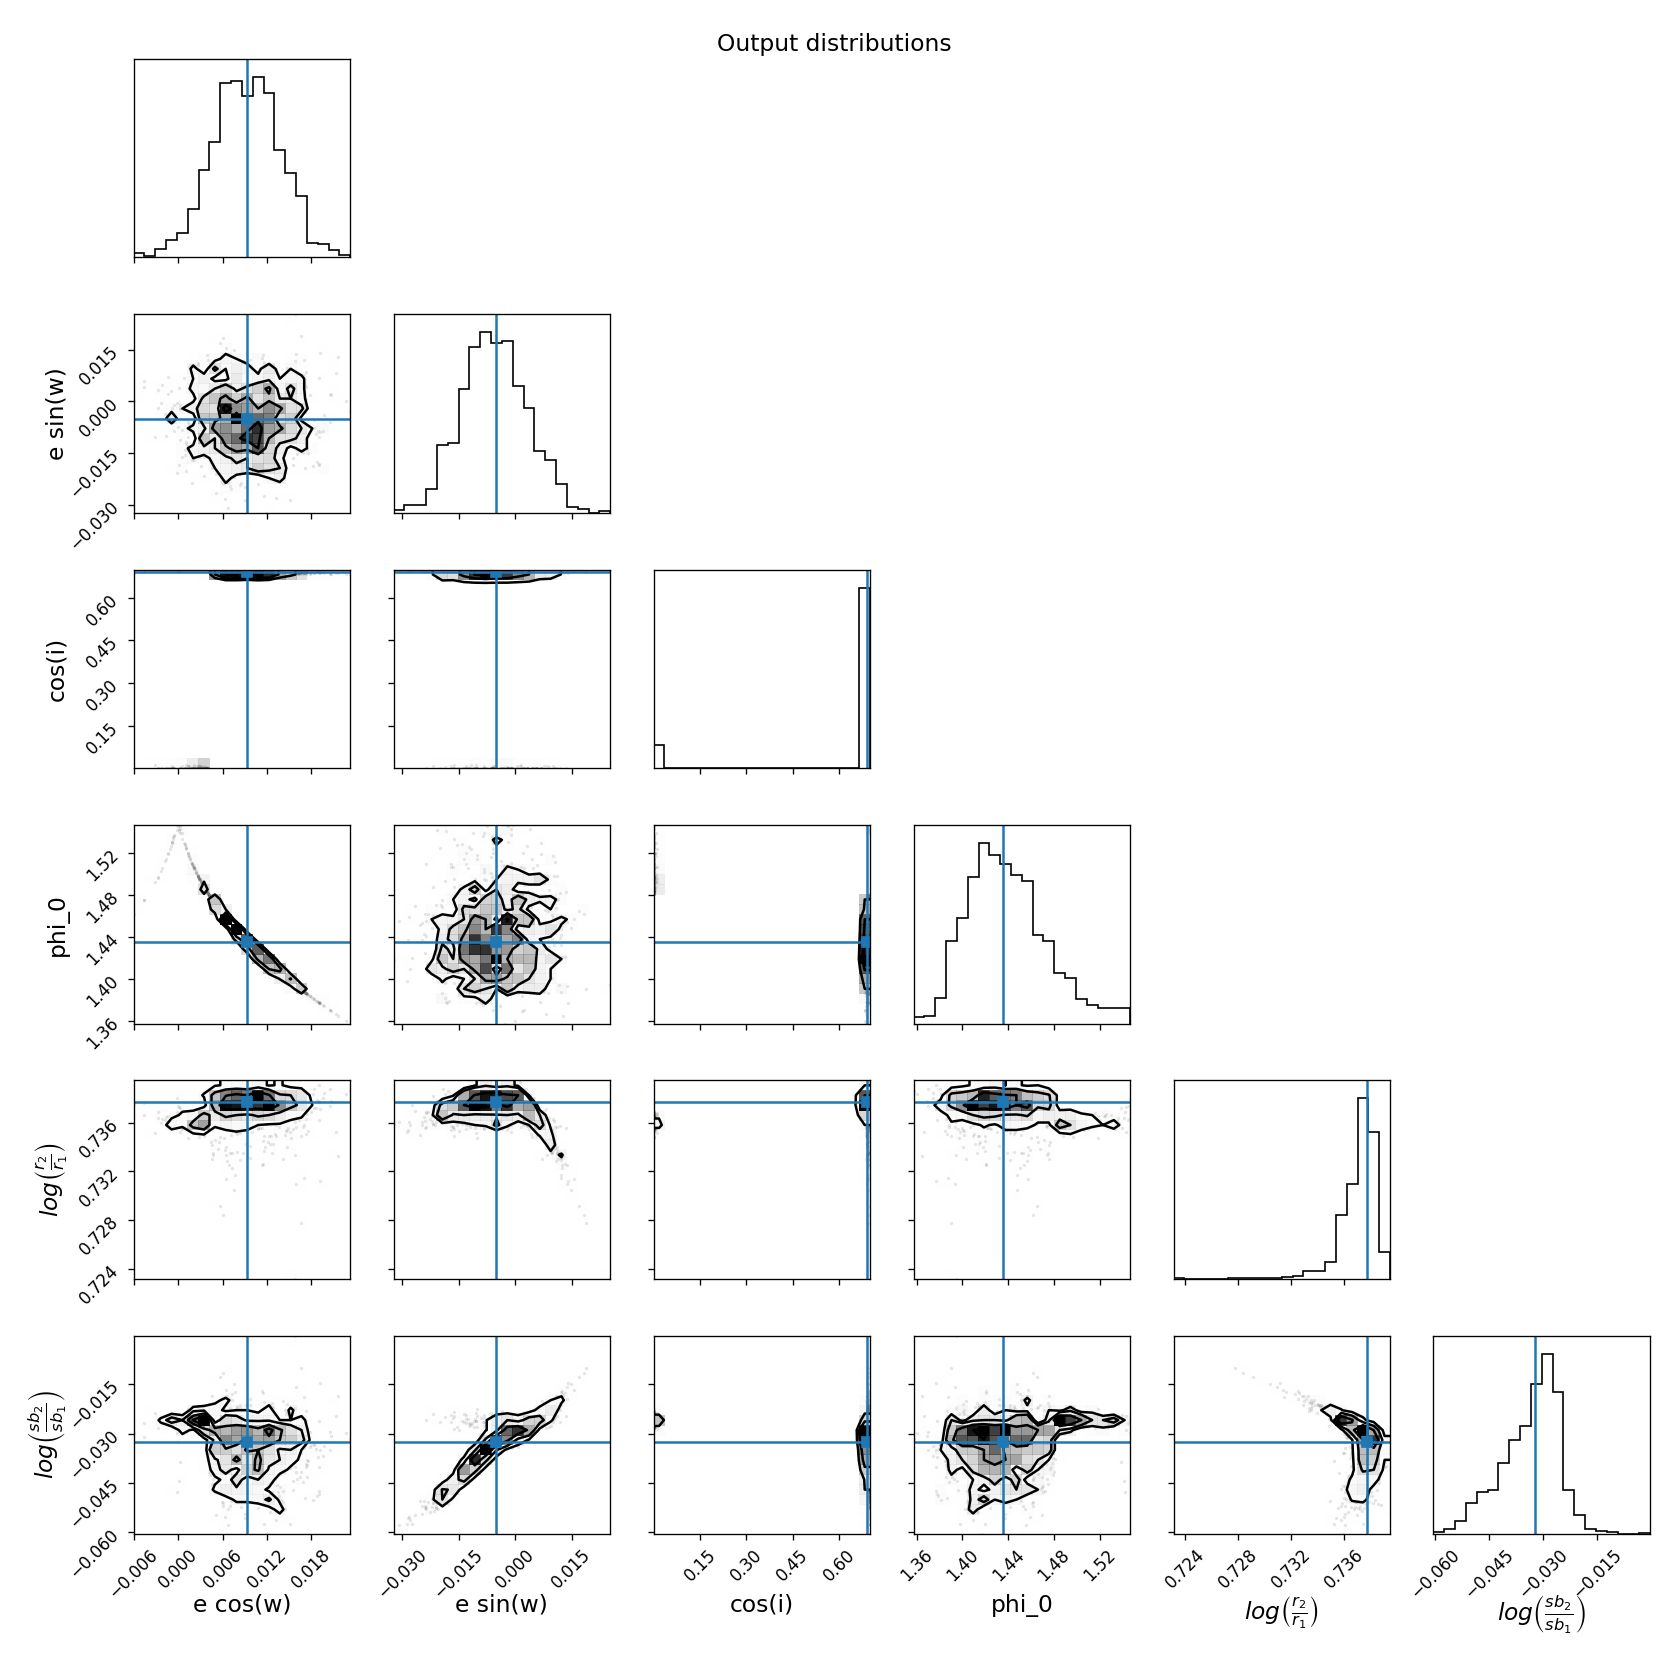 Output distributions
e sin(w)
0.015
0.000
−0.015
−0.030
cos(i)
0.60
0.45
0.30
0.15
phi_0
1.52
1.48
1.44
1.40
1.36
log(r₂/r₁)
0.736
0.732
0.728
0.724
log(sb₂/sb₁)
−0.015
−0.030
−0.045
−0.060
−0.006 0.000 0.006 0.012 0.018
−0.030 −0.015 0.000 0.015
0.15 0.30 0.45 0.60
1.36 1.40 1.44 1.48 1.52
0.724 0.728 0.732 0.736
−0.060 −0.045 −0.030 −0.015
e cos(w) e sin(w) cos(i) phi_0 log(r₂/r₁) log(sb₂/sb₁)